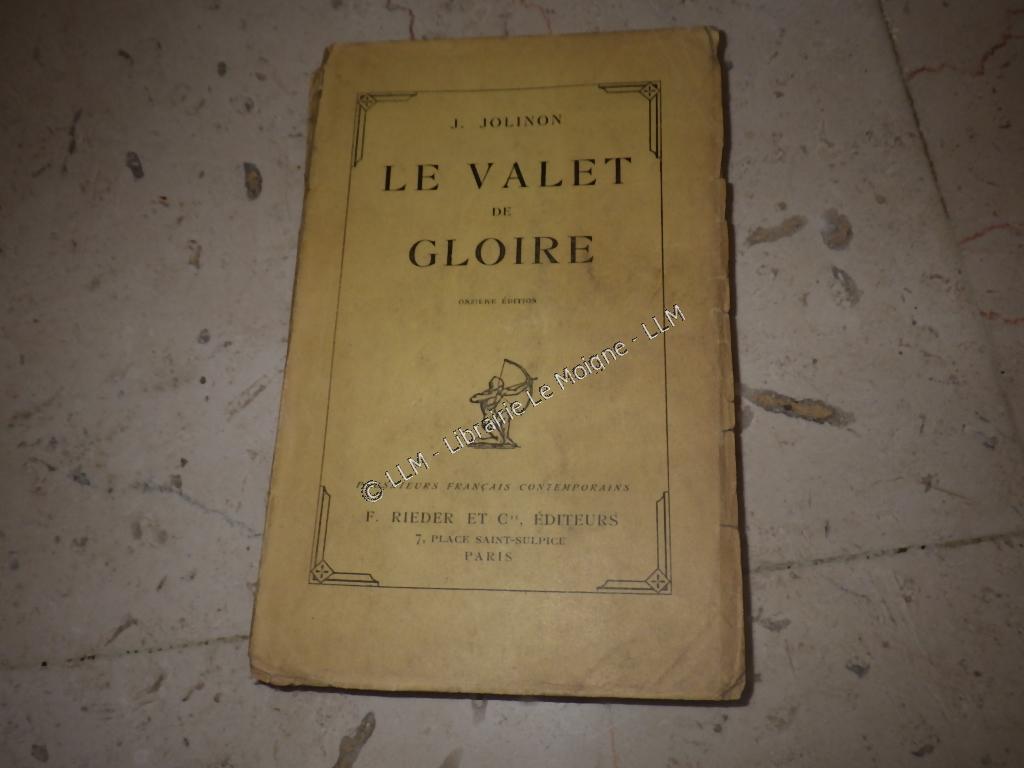 J. JOLINON
LE VALET
DE
GLOIRE
ONZIÈME ÉDITION
© LLM - Librairie Le Moigne - LLM
FRANÇAIS CONTEMPORAINS
F. RIEDER ET Cie, ÉDITEURS
7, PLACE SAINT-SULPICE
PARIS